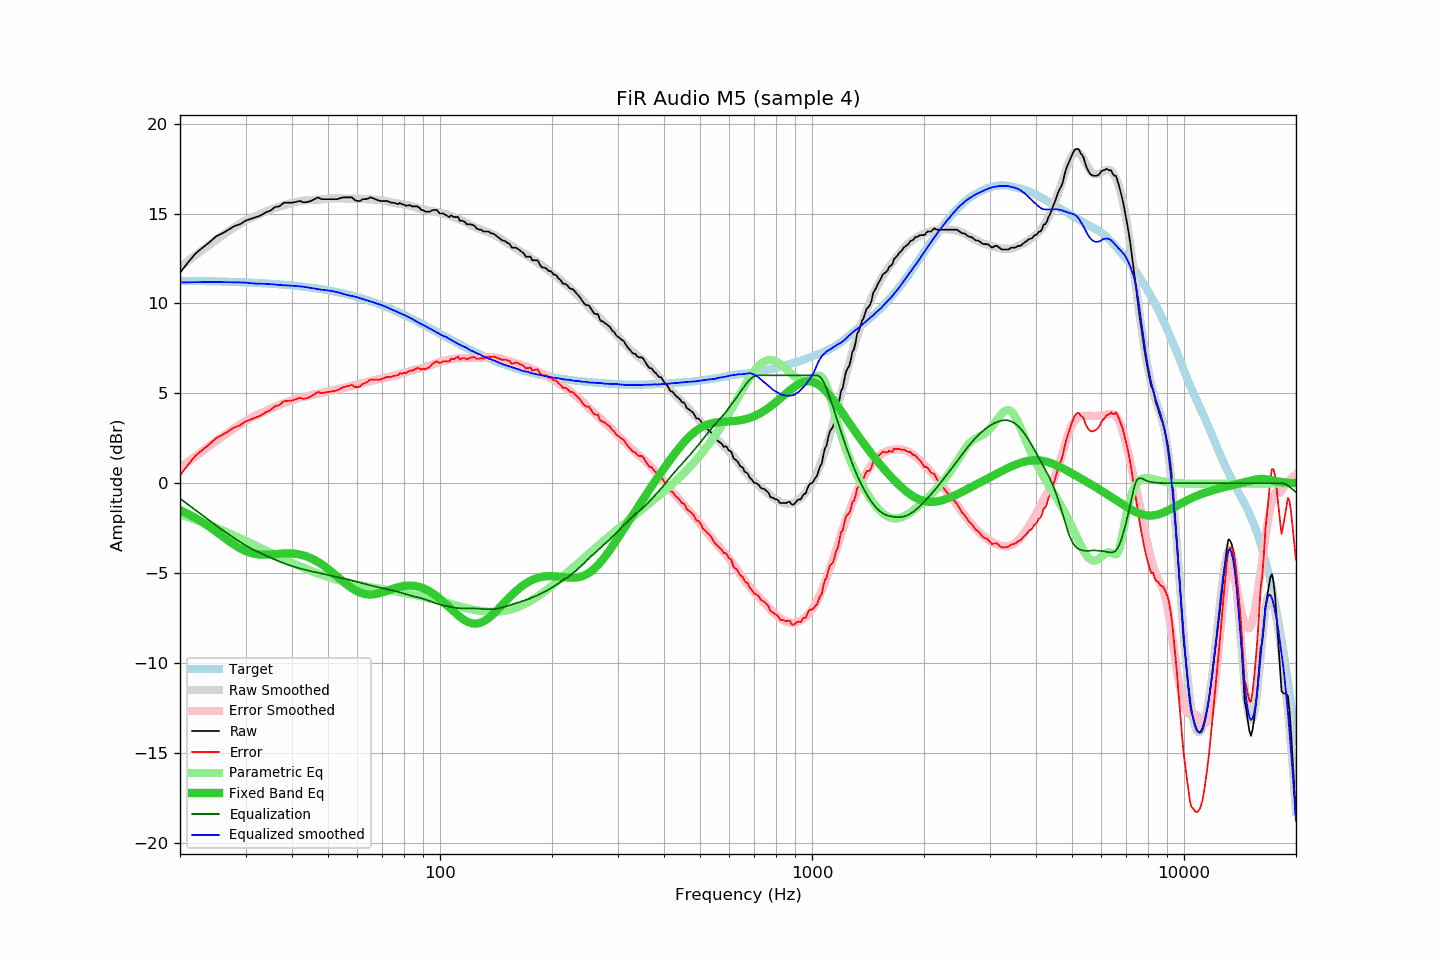 FiR Audio M5 (sample 4)
Amplitude (dBr)
20
15
10
5
0
−5
−10
−15
−20
Target
Raw Smoothed
Error Smoothed
Raw
Error
Parametric Eq
Fixed Band Eq
Equalization
Equalized smoothed
100 1000 10000
Frequency (Hz)